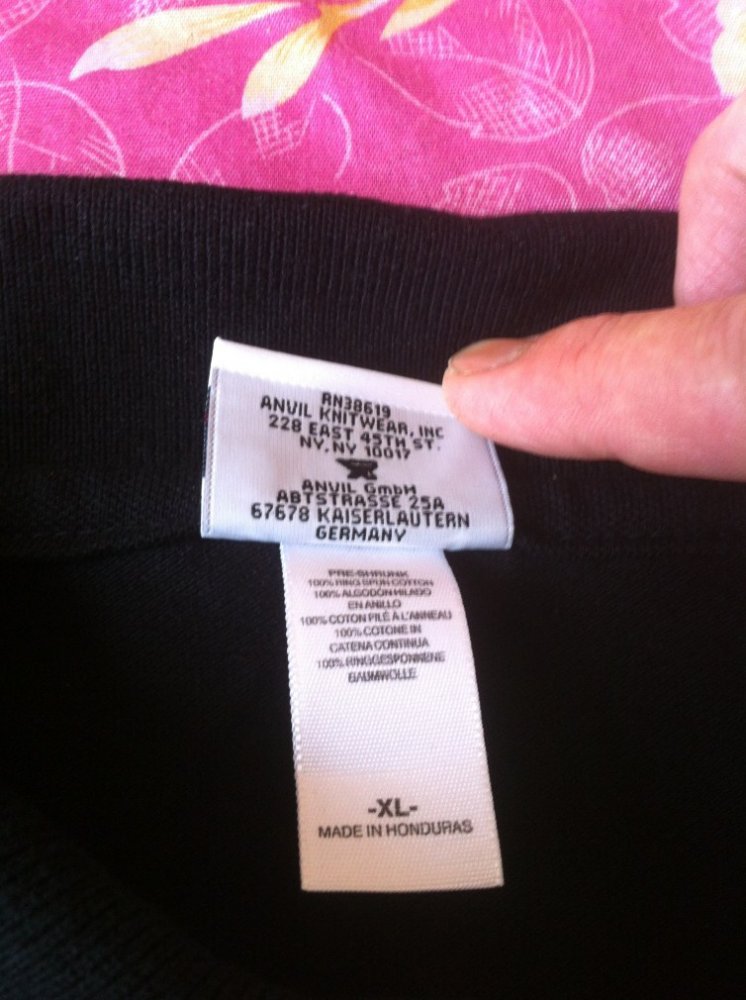 RN38619
ANVIL KNITWEAR, INC
228 EAST 45TH ST.
NY, NY 10017
ANVIL GmbH
ABTSTRASSE 25A
67678 KAISERLAUTERN
GERMANY
PRE-SHRUNK
100% RING SPUN COTTON
100% ALGODÓN HILADO
EN ANILLO
100% COTON FILÉ À L'ANNEAU
100% COTONE IN
CATENA CONTINUA
100% RINGGESPONNENE
BAUMWOLLE
-XL-
MADE IN HONDURAS